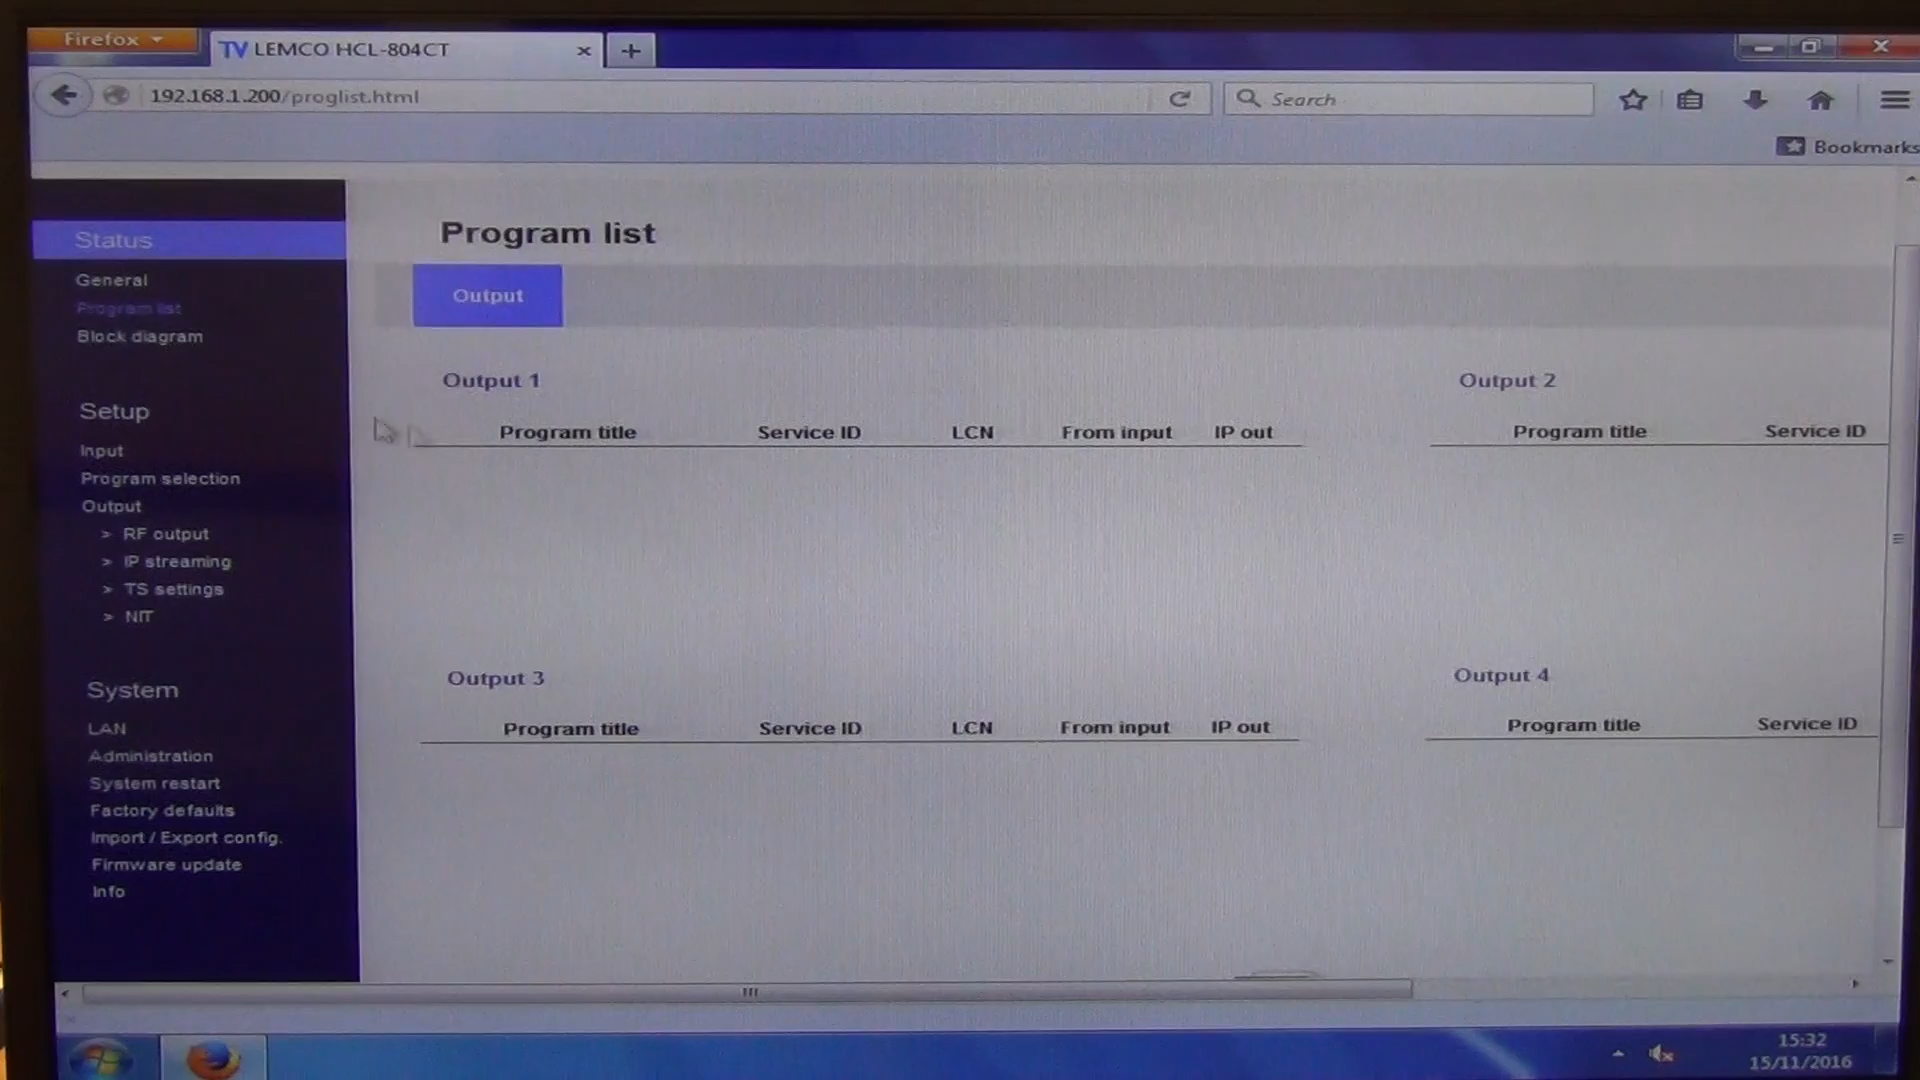 Firefox
TV LEMCO HCL-804CT
192.168.1.200/proglist.html
Search
Bookmarks
Status
General
Program list
Block diagram
Setup
Input
Program selection
Output
> RF output
> IP streaming
> TS settings
> NIT
System
LAN
Administration
System restart
Factory defaults
Import / Export config.
Firmware update
Info
Program list
Output
Output 1
Program title Service ID LCN From input IP out
Output 2
Program title Service ID
Output 3
Program title Service ID LCN From input IP out
Output 4
Program title Service ID
15:32
15/11/2016